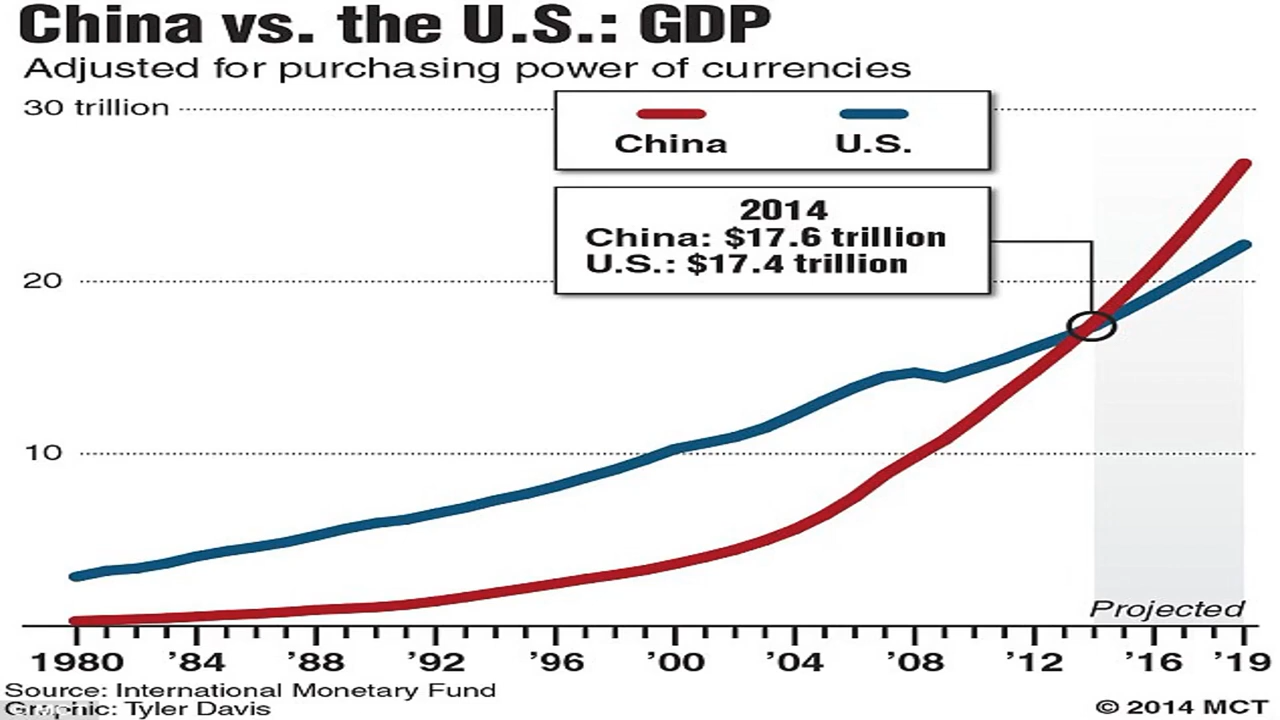 China vs. the U.S.: GDP
Adjusted for purchasing power of currencies
30 trillion
China U.S.
2014
China: $17.6 trillion
U.S.: $17.4 trillion
20
10
Projected
1980 '84 '88 '92 '96 '00 '04 '08 '12 '16 '19
Source: International Monetary Fund
Graphic: Tyler Davis
© 2014 MCT